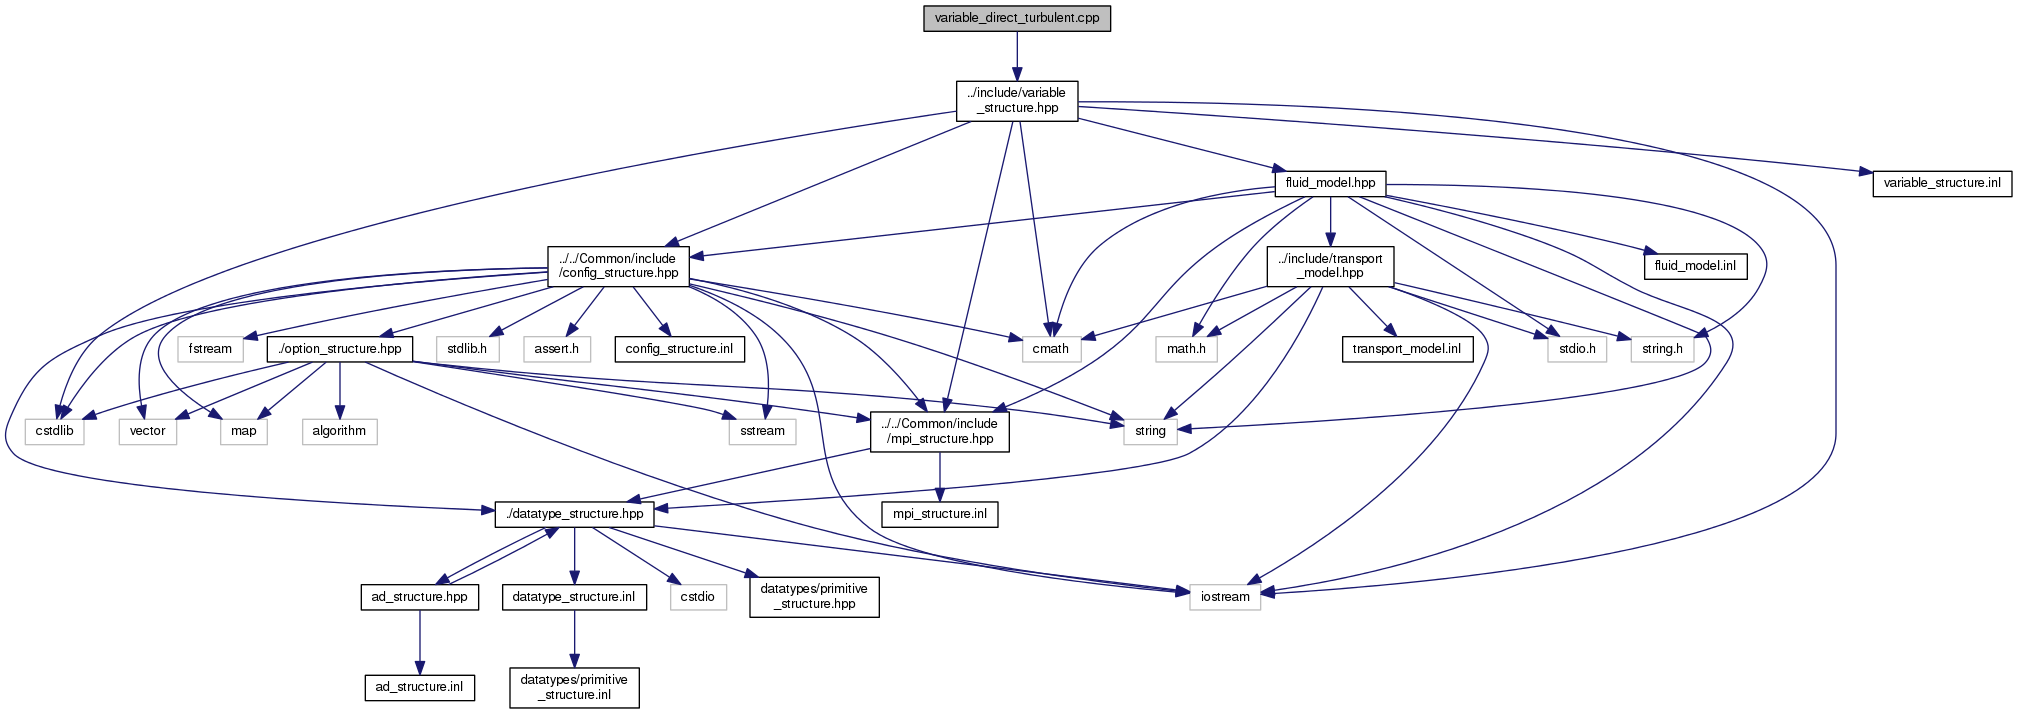 variable_direct_turbulent.cpp
../include/variable
_structure.hpp
fluid_model.hpp
variable_structure.inl
../../Common/include
/config_structure.hpp
../include/transport
_model.hpp
fluid_model.inl
fstream
./option_structure.hpp
stdlib.h
assert.h
config_structure.inl
cmath
math.h
transport_model.inl
stdio.h
string.h
cstdlib
vector
map
algorithm
sstream
../../Common/include
/mpi_structure.hpp
string
./datatype_structure.hpp
mpi_structure.inl
ad_structure.hpp
datatype_structure.inl
cstdio
datatypes/primitive
_structure.hpp
iostream
ad_structure.inl
datatypes/primitive
_structure.inl